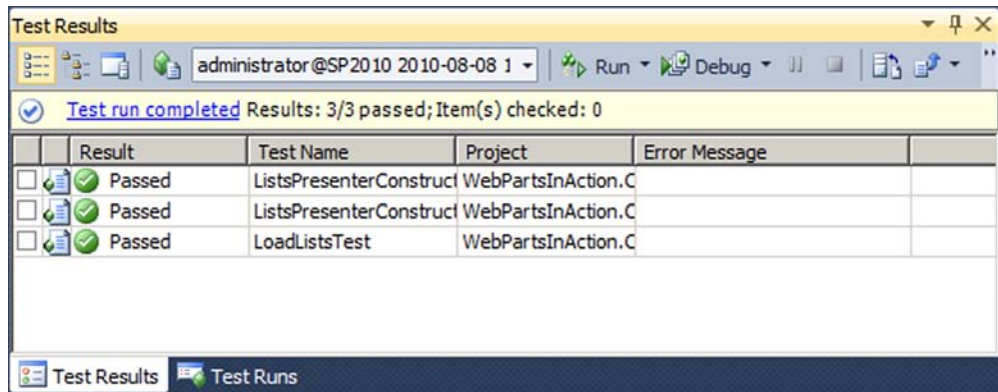 Test Results
administrator@SP2010 2010-08-08 1 Run Debug
Test run completed Results: 3/3 passed; Item(s) checked: 0
Result Test Name Project Error Message
Passed ListsPresenterConstruct WebPartsInAction.C
Passed ListsPresenterConstruct WebPartsInAction.C
Passed LoadListsTest WebPartsInAction.C
Test Results Test Runs